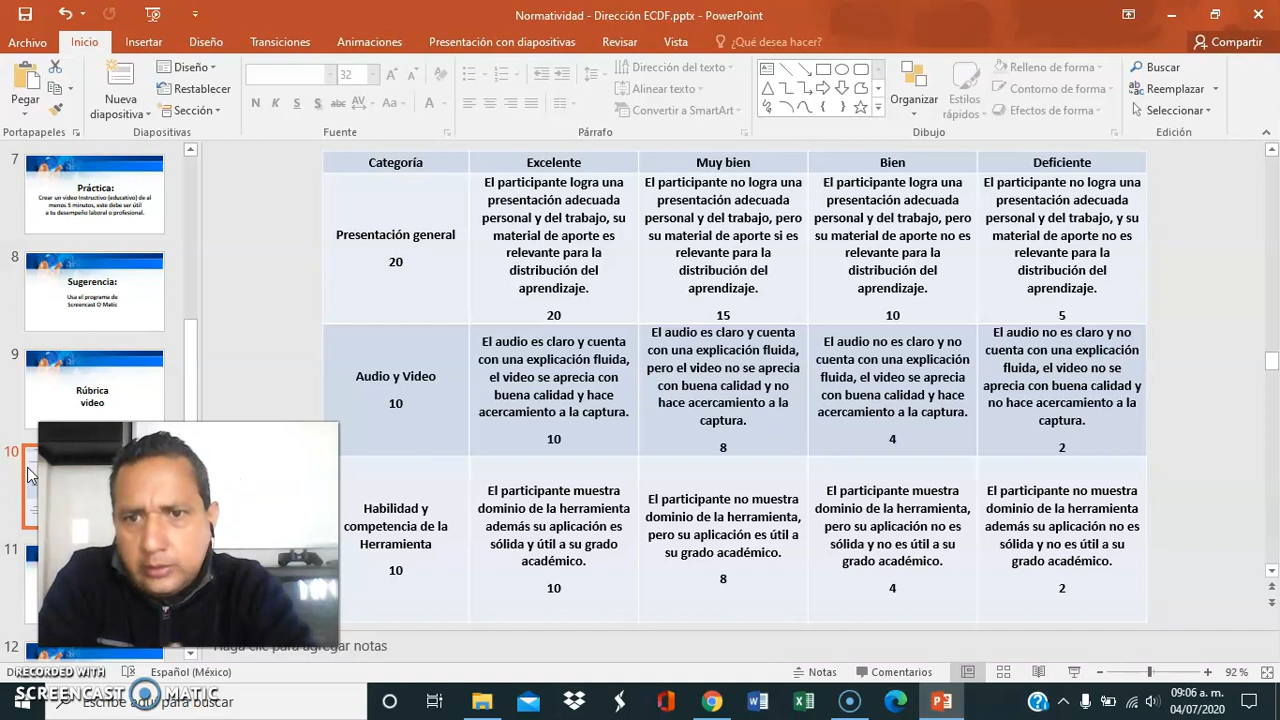 Normatividad - Dirección ECDF.pptx - PowerPoint
Archivo Inicio Insertar Diseño Transiciones Animaciones Presentación con diapositivas Revisar Vista ¿Qué desea hacer? Compartir
Pegar
Nueva diapositiva
Diseño
Restablecer
Sección
32
N K S S abc AV Aa A
Dirección del texto
Alinear texto
Convertir a SmartArt
Organizar
Estilos rápidos
Relleno de forma
Contorno de forma
Efectos de forma
Buscar
Reemplazar
Seleccionar
Portapapeles Diapositivas Fuente Párrafo Dibujo Edición
7
Práctica:
Crear un video Instructivo (educativo) de al
menos 5 minutos, este debe ser útil
a tu desempeño laboral o profesional.
8
Sugerencia:
Usa el programa de
Screencast O Matic
9
Rúbrica
video
10
11
12
Categoría Excelente Muy bien Bien Deficiente
Presentación general
20
El participante logra una
presentación adecuada
personal y del trabajo, su
material de aporte es
relevante para la
distribución del
aprendizaje.
20
El participante no logra una
presentación adecuada
personal y del trabajo, pero
su material de aporte si es
relevante para la
distribución del
aprendizaje.
15
El participante logra una
presentación adecuada
personal y del trabajo, pero
su material de aporte no es
relevante para la
distribución del
aprendizaje.
10
El participante no logra una
presentación adecuada
personal y del trabajo, y su
material de aporte no es
relevante para la
distribución del
aprendizaje.
5
Audio y Video
10
El audio es claro y cuenta
con una explicación fluida,
el video se aprecia con
buena calidad y hace
acercamiento a la captura.
10
El audio es claro y cuenta
con una explicación fluida,
pero el video no se aprecia
con buena calidad y no
hace acercamiento a la
captura.
8
El audio no es claro y no
cuenta con una explicación
fluida, el video se aprecia
con buena calidad y hace
acercamiento a la captura.
4
El audio no es claro y no
cuenta con una explicación
fluida, el video no se
aprecia con buena calidad y
no hace acercamiento a la
captura.
2
Habilidad y
competencia de la
Herramienta
10
El participante muestra
dominio de la herramienta
además su aplicación es
sólida y útil a su grado
académico.
10
El participante no muestra
dominio de la herramienta,
pero su aplicación es útil a
su grado académico.
8
El participante muestra
dominio de la herramienta,
pero su aplicación no es
sólida y no es útil a su
grado académico.
4
El participante no muestra
dominio de la herramienta
además su aplicación no es
sólida y no es útil a su
grado académico.
2
Haga clic para agregar notas
Español (México) Notas Comentarios 92 %
RECORDED WITH
SCREENCAST MATIC
Escribe aquí para buscar
09:06 a. m.
04/07/2020